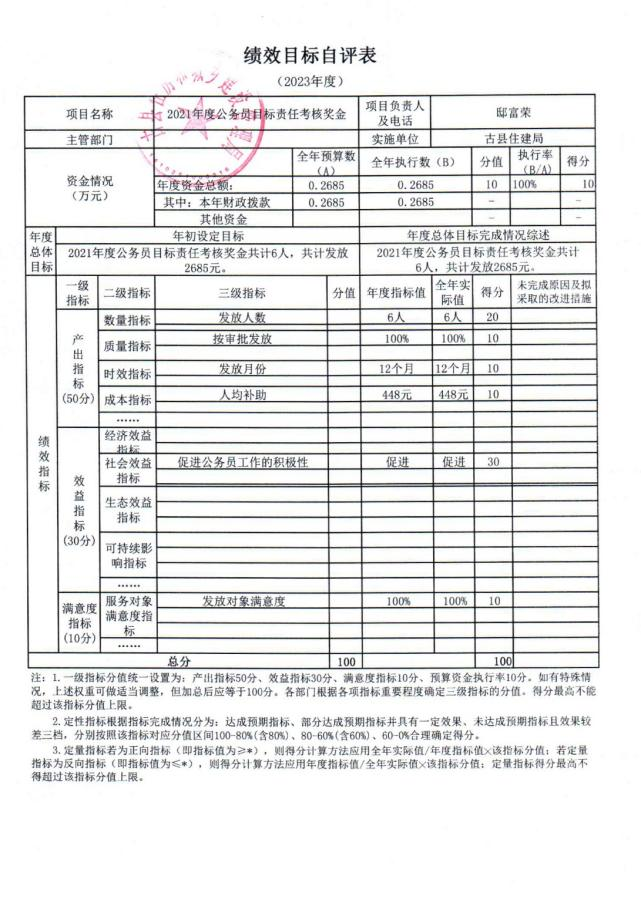 绩效目标自评表
（2023年度）
项目名称 2021年度公务员目标责任考核奖金 项目负责人及电话 邸富荣
主管部门 实施单位 古县住建局
资金情况（万元） 全年预算数（A） 全年执行数（B） 分值 执行率（B/A） 得分
年度资金总额： 0.2685 0.2685 10 100% 10
其中：本年财政拨款 0.2685 0.2685 － －
其他资金 － －
年度总体目标 年初设定目标 年度总体目标完成情况综述
2021年度公务员目标责任考核奖金共计6人，共计发放2685元。 2021年度公务员目标责任考核奖金共计6人，共计发放2685元。
绩效指标 一级指标 二级指标 三级指标 分值 年度指标值 全年实际值 得分 未完成原因及拟采取的改进措施
产出指标(50分) 数量指标 发放人数 6人 6人 20
质量指标 按审批发放 100% 100% 10
时效指标 发放月份 12个月 12个月 10
成本指标 人均补助 448元 448元 10
……
效益指标(30分) 经济效益指标
社会效益指标 促进公务员工作的积极性 促进 促进 30
生态效益指标
可持续影响指标
……
满意度指标(10分) 服务对象满意度指标 发放对象满意度 100% 100% 10
……
总分 100 100
注：1.一级指标分值统一设置为：产出指标50分、效益指标30分、满意度指标10分、预算资金执行率10分。如有特殊情
况，上述权重可做适当调整，但加总后应等于100分。各部门根据各项指标重要程度确定三级指标的分值。得分最高不能
超过该指标分值上限。
2.定性指标根据指标完成情况分为：达成预期指标、部分达成预期指标并具有一定效果、未达成预期指标且效果较
差三档，分别按照该指标对应分值区间100-80%(含80%)、80-60%(含60%)、60-0%合理确定得分。
3.定量指标若为正向指标（即指标值为≥*），则得分计算方法应用全年实际值/年度指标值×该指标分值；若定量
指标为反向指标（即指标值为≤*），则得分计算方法应用年度指标值/全年实际值×该指标分值；定量指标得分最高不
得超过该指标分值上限。